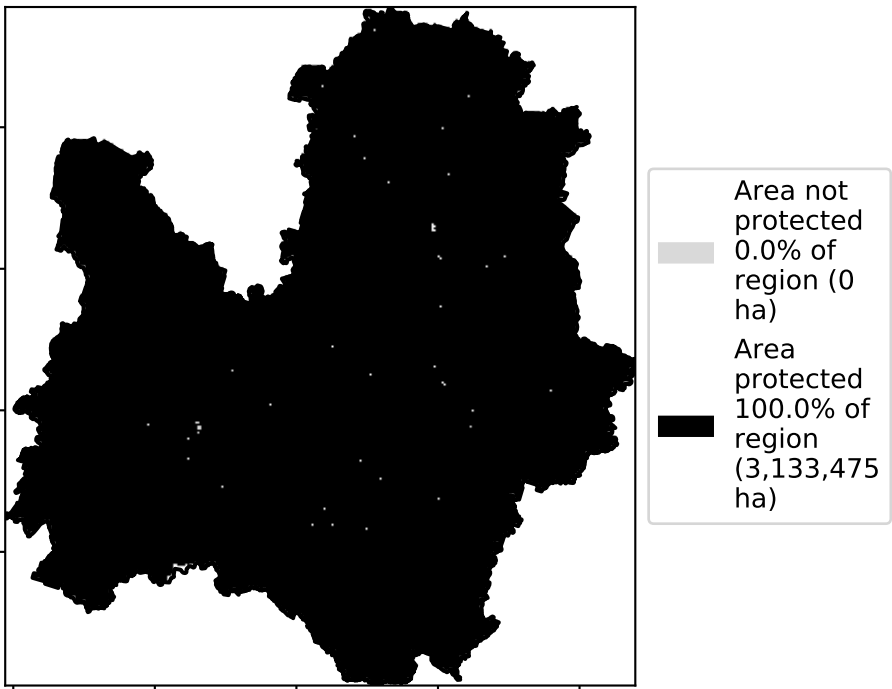 Area not
protected
0.0% of
region (0
ha)
Area
protected
100.0% of
region
(3,133,475
ha)